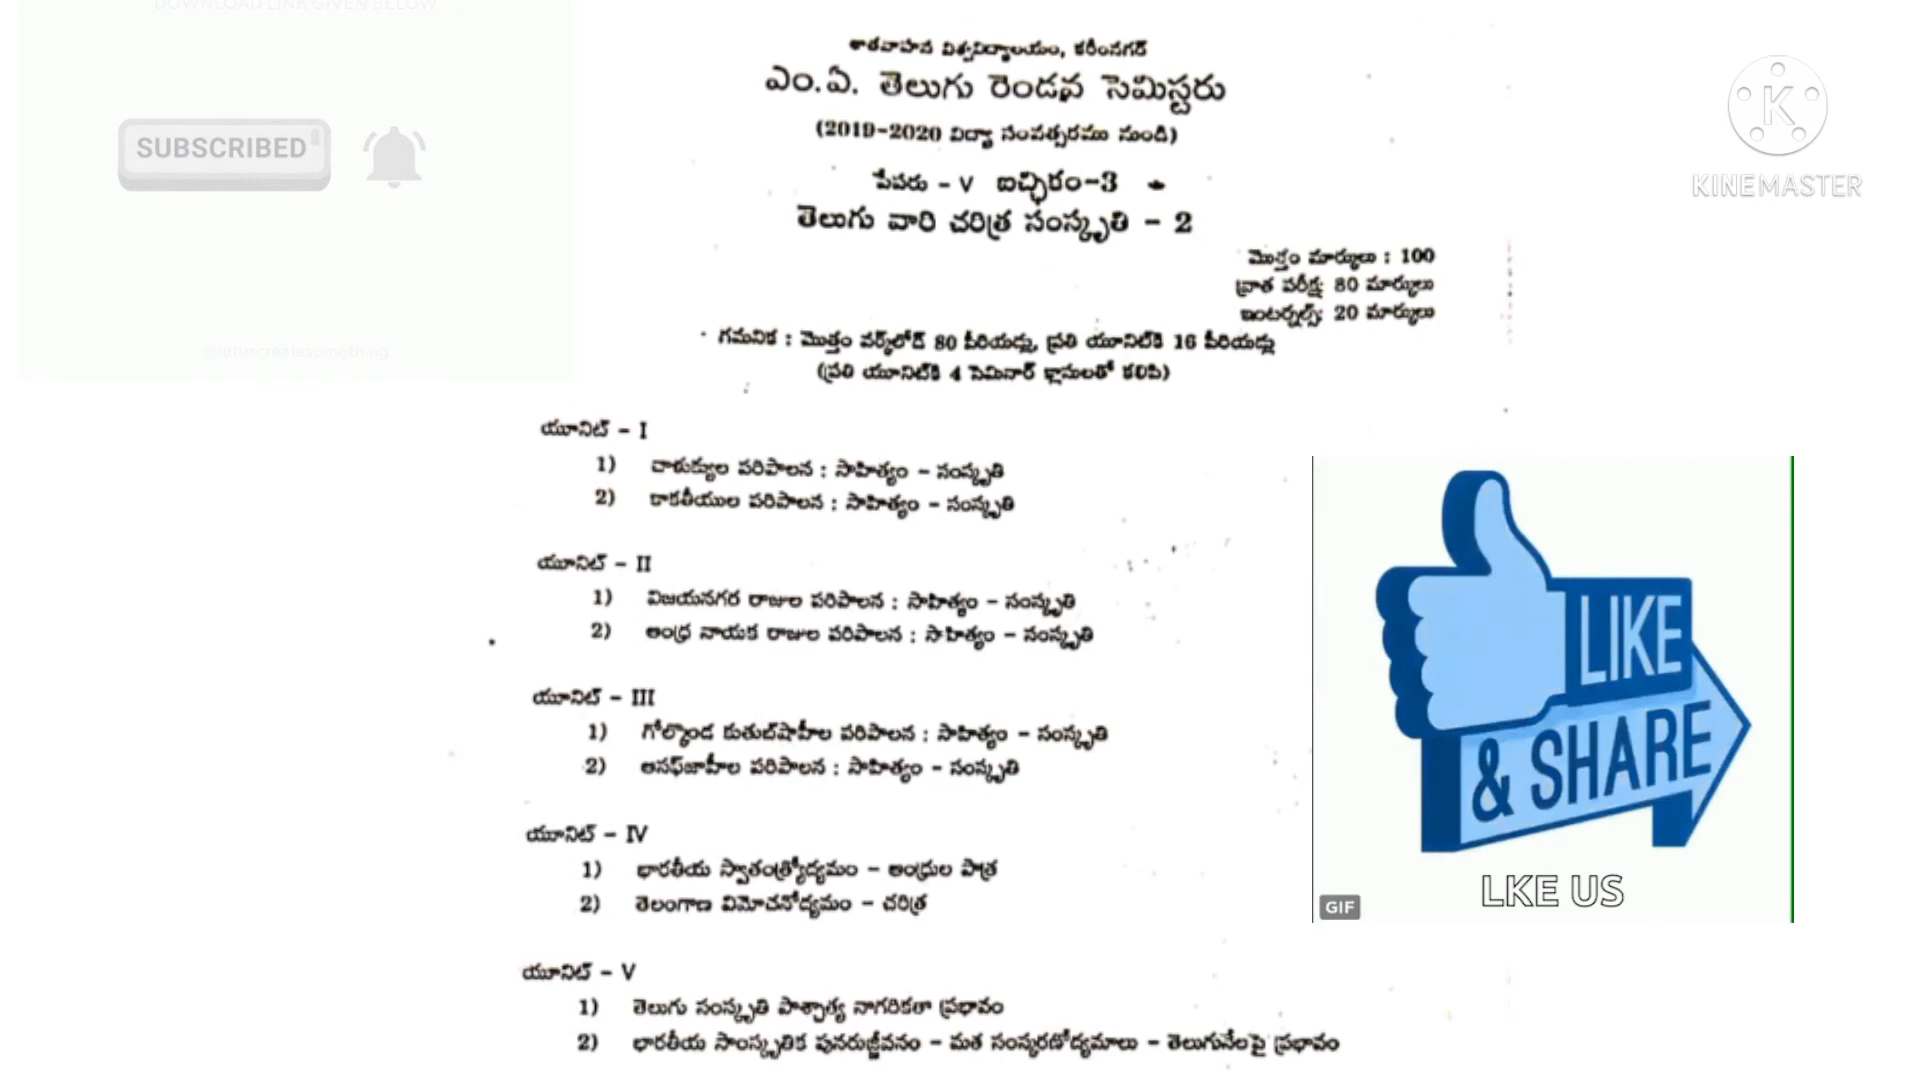 DOWNLOAD LINK GIVEN BELOW
శాతవాహన విశ్వవిద్యాలయం, కరీంనగర్
ఎం.ఏ. తెలుగు రెండవ సెమిస్టరు
(2019-2020 విద్యా సంవత్సరము నుండి)
పేపరు - V ఐచ్ఛికం-3
తెలుగు వారి చరిత్ర సంస్కృతి - 2
మొత్తం మార్కులు : 100
వ్రాత పరీక్ష: 80 మార్కులు
ఇంటర్నల్స్: 20 మార్కులు
గమనిక : మొత్తం వర్క్‌లోడ్ 80 పీరియడ్లు, ప్రతి యూనిట్‌కి 16 పీరియడ్లు
(ప్రతి యూనిట్‌కి 4 సెమినార్ క్లాసులతో కలిపి)
యూనిట్ - I
1) చాళుక్యుల పరిపాలన : సాహిత్యం - సంస్కృతి
2) కాకతీయుల పరిపాలన : సాహిత్యం - సంస్కృతి
యూనిట్ - II
1) విజయనగర రాజుల పరిపాలన : సాహిత్యం - సంస్కృతి
2) ఆంధ్ర నాయక రాజుల పరిపాలన : సాహిత్యం - సంస్కృతి
యూనిట్ - III
1) గోల్కొండ కుతుబ్‌షాహీల పరిపాలన : సాహిత్యం - సంస్కృతి
2) అసఫ్‌జాహీల పరిపాలన : సాహిత్యం - సంస్కృతి
యూనిట్ - IV
1) భారతీయ స్వాతంత్ర్యోద్యమం - ఆంధ్రుల పాత్ర
2) తెలంగాణ విమోచనోద్యమం - చరిత్ర
యూనిట్ - V
1) తెలుగు సంస్కృతి పాశ్చాత్య నాగరికతా ప్రభావం
2) భారతీయ సాంస్కృతిక పునరుజ్జీవనం - మత సంస్కరణోద్యమాలు - తెలుగునేలపై ప్రభావం
SUBSCRIBED
K
KINEMASTER
LIKE
& SHARE
LKE US
GIF